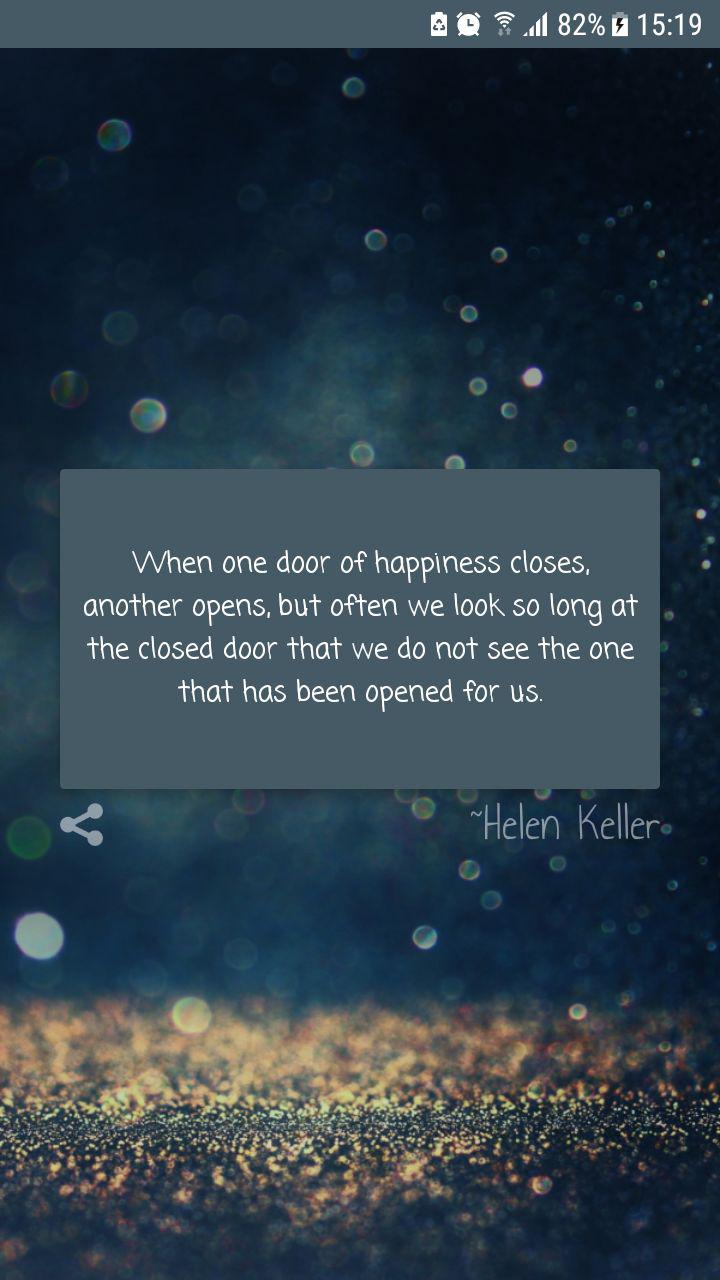 82% 15:19
When one door of happiness closes,
another opens, but often we look so long at
the closed door that we do not see the one
that has been opened for us.
~Helen Keller